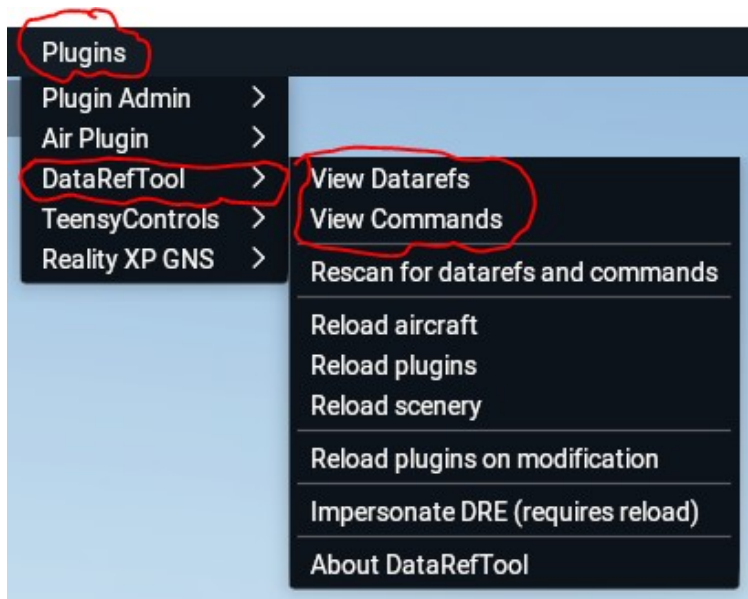 Plugins
Plugin Admin >
Air Plugin >
DataRefTool >
TeensyControls >
Reality XP GNS >
View Datarefs
View Commands
Rescan for datarefs and commands
Reload aircraft
Reload plugins
Reload scenery
Reload plugins on modification
Impersonate DRE (requires reload)
About DataRefTool